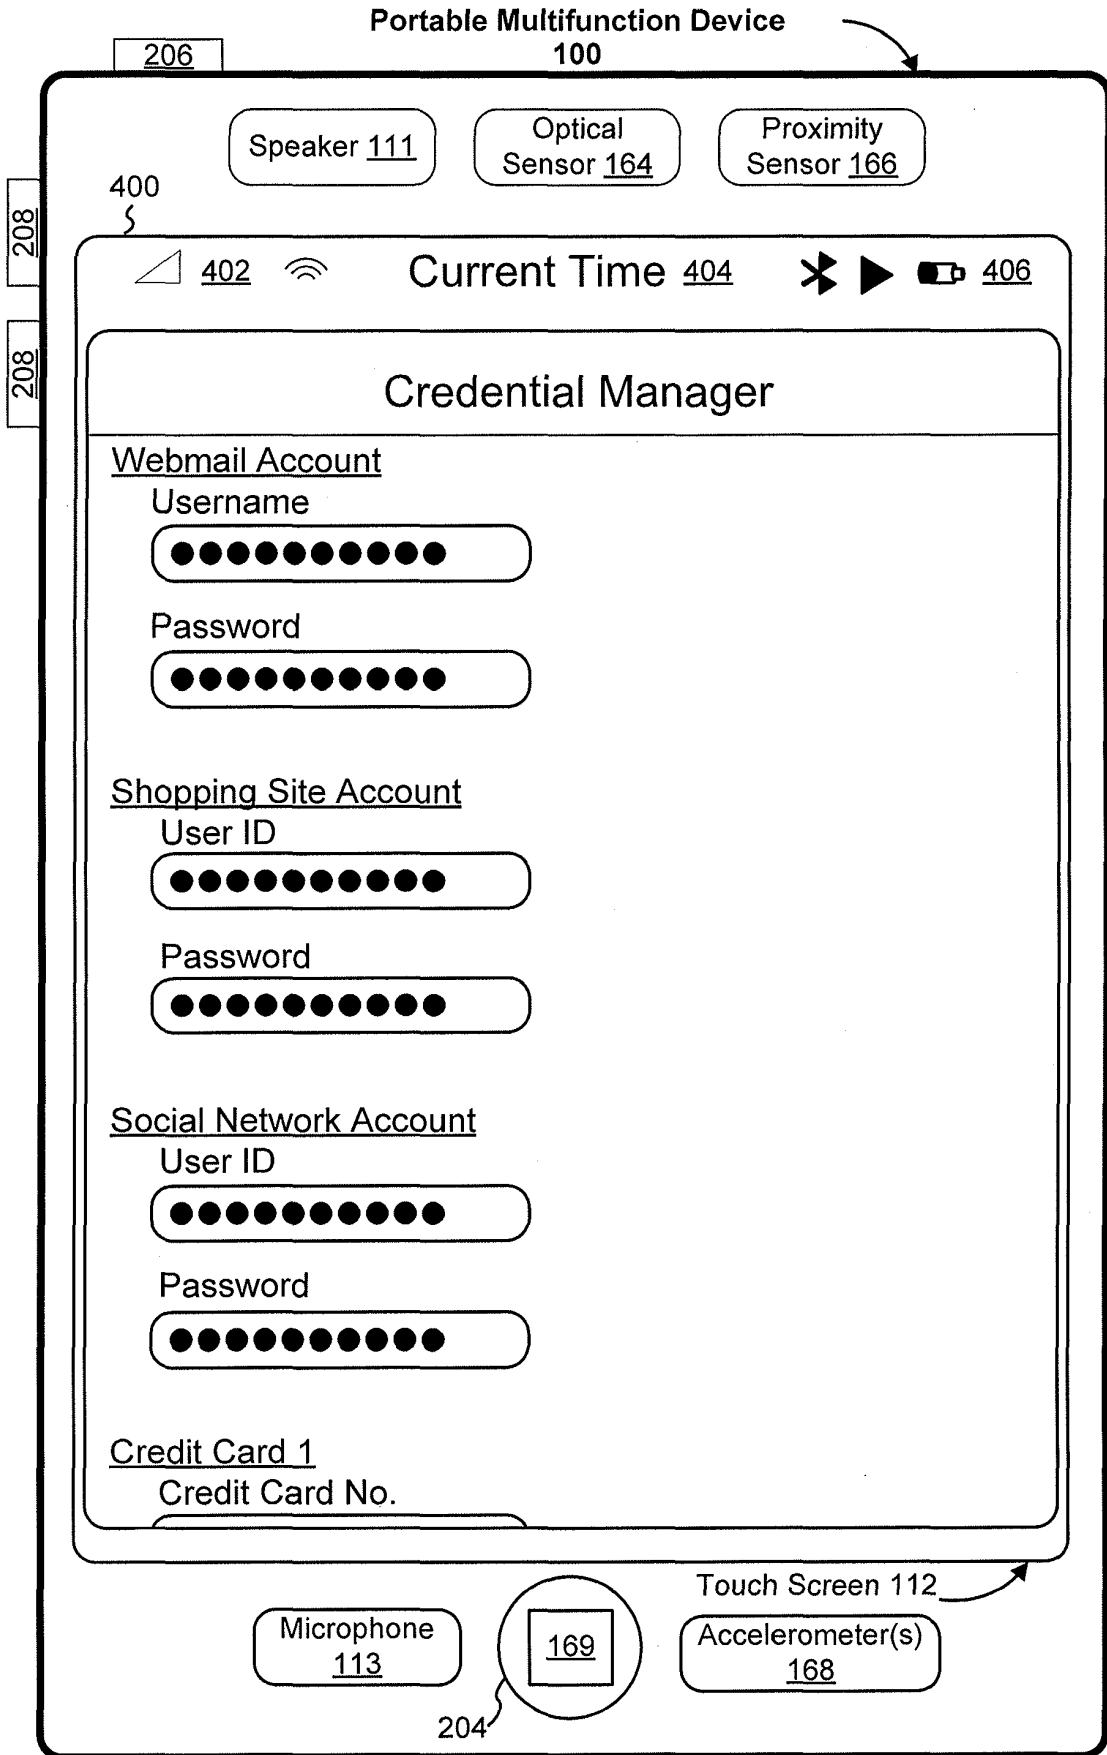 Portable Multifunction Device
100
206
Speaker 111
Optical
Sensor 164
Proximity
Sensor 166
400
208
208
402
Current Time 404
406
Credential Manager
Webmail Account
Username
Password
Shopping Site Account
User ID
Password
Social Network Account
User ID
Password
Credit Card 1
Credit Card No.
Touch Screen 112
Microphone
113
169
Accelerometer(s)
168
204